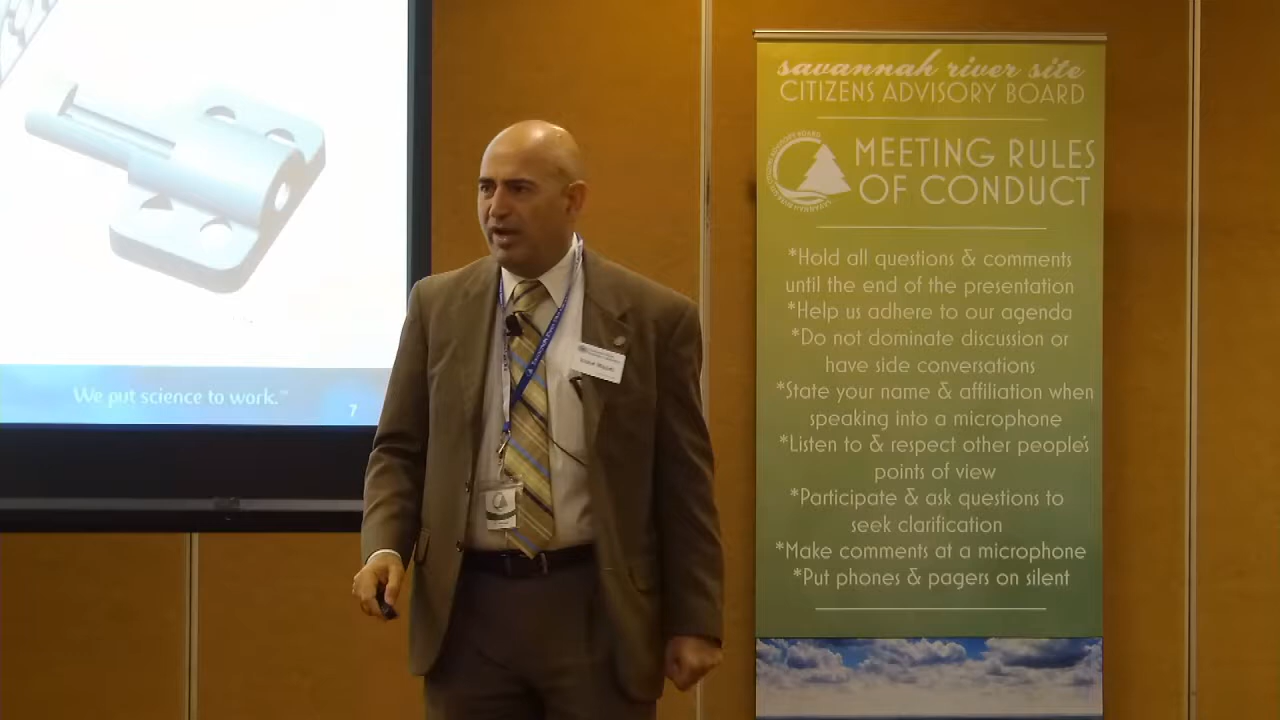 We put science to work.™
7
savannah river site
CITIZENS ADVISORY BOARD
MEETING RULES
OF CONDUCT
*Hold all questions & comments
until the end of the presentation
*Help us adhere to our agenda
*Do not dominate discussion or
have side conversations
*State your name & affiliation when
speaking into a microphone
*Listen to & respect other people's
points of view
*Participate & ask questions to
seek clarification
*Make comments at a microphone
*Put phones & pagers on silent